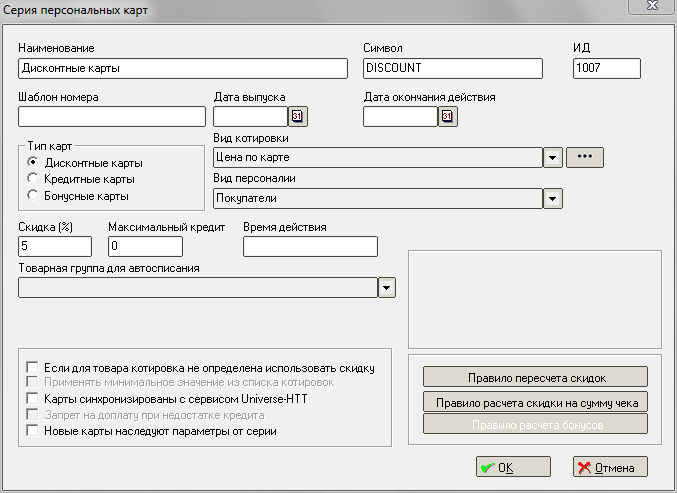 Серия персональных карт
Наименование
Символ
ИД
Дисконтные карты
DISCOUNT
1007
Шаблон номера
Дата выпуска
Дата окончания действия
31
31
Вид котировки
Тип карт
Цена по карте
•••
Дисконтные карты
Кредитные карты
Бонусные карты
Вид персоналии
Покупатели
Скидка (%)
Максимальный кредит
Время действия
5
0
Товарная группа для автосписания
Если для товара котировка не определена использовать скидку
Применять минимальное значение из списка котировок
Карты синхронизированы с сервисом Universe-HTT
Запрет на доплату при недостатке кредита
Новые карты наследуют параметры от серии
Правило пересчета скидок
Правило расчета скидки на сумму чека
Правило расчета бонусов
OK
Отмена